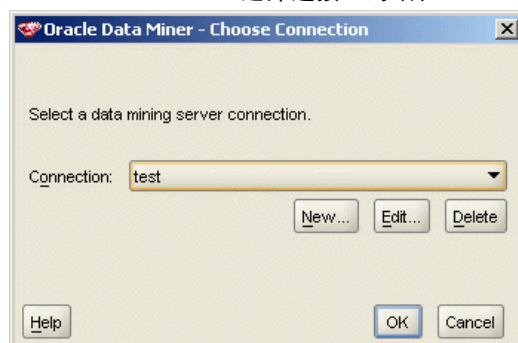 Oracle Data Miner - Choose Connection
Select a data mining server connection.
Connection: test
New... Edit... Delete
Help OK Cancel